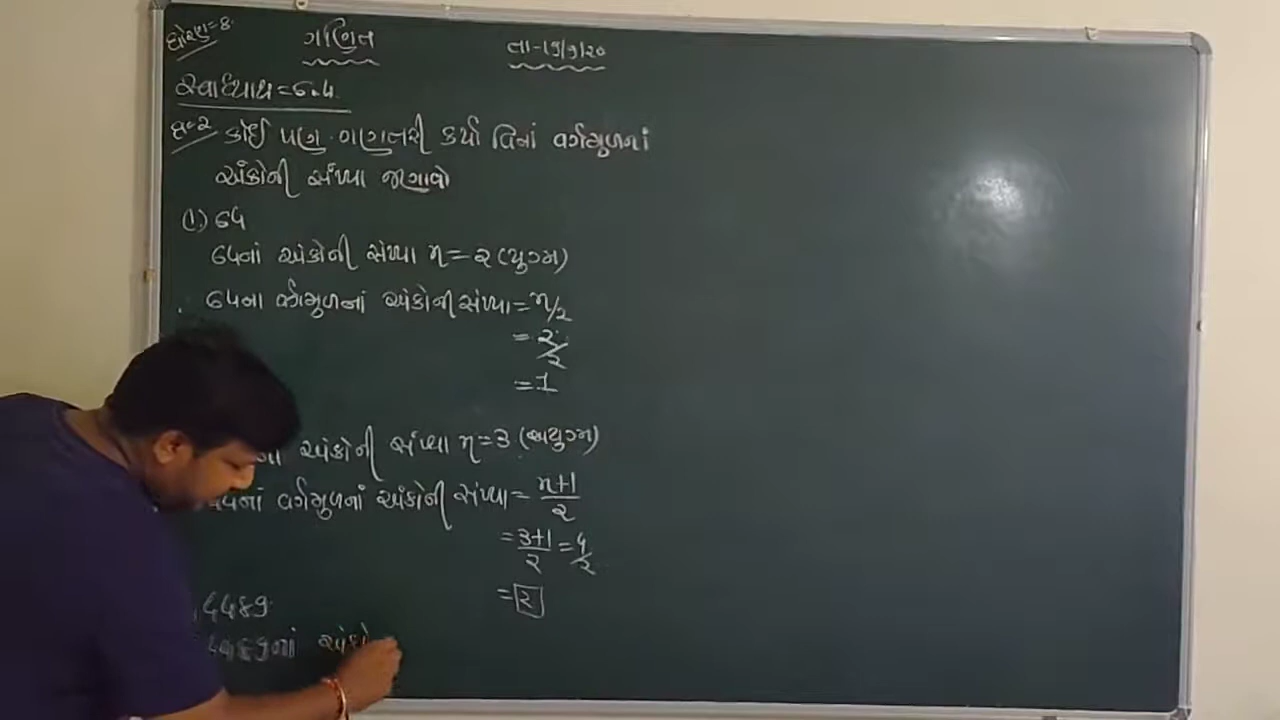 ધોરણ=8
ગણિત
તા-19/9/20
સ્વાધ્યાય=6.4
પ્ર-2 કોઈ પણ ગણતરી કર્યા વિનાં વર્ગમુળનાં
અંકોની સંખ્યા જણાવો
(1.) 64
64નાં અંકોની સંખ્યા n=2(યુગ્મ)
64ના વર્ગમુળનાં અંકોની સંખ્યા=n/2
=2/2
=1
અંકોની સંખ્યા n=3 (અયુગ્મ)
વર્ગમુળનાં અંકોની સંખ્યા=n+1/2
=3+1/2=4/2
=2
4489
4489નાં